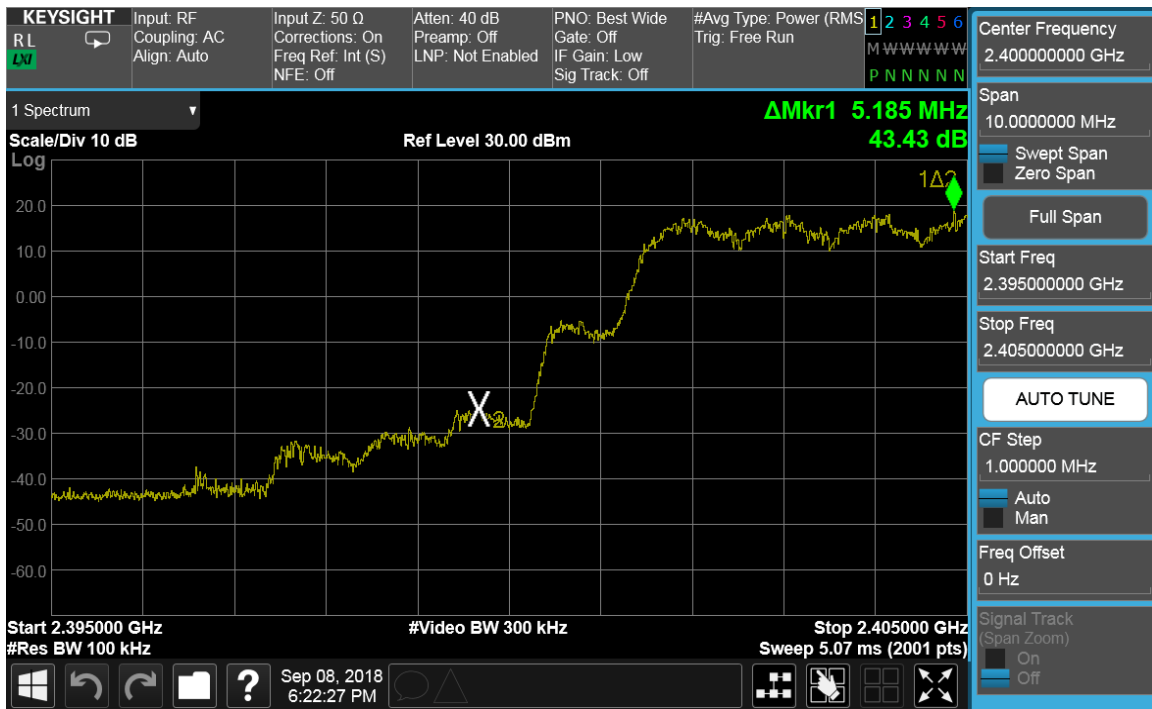 KEYSIGHT
R L
LXI
Input: RF
Coupling: AC
Align: Auto
Input Z: 50 Ω
Corrections: On
Freq Ref: Int (S)
NFE: Off
Atten: 40 dB
Preamp: Off
LNP: Not Enabled
PNO: Best Wide
Gate: Off
IF Gain: Low
Sig Track: Off
#Avg Type: Power (RMS
Trig: Free Run
1 2 3 4 5 6
M W W W W W
P N N N N N
1 Spectrum
ΔMkr1 5.185 MHz
Scale/Div 10 dB
Ref Level 30.00 dBm
43.43 dB
Log
1Δ2
20.0
10.0
0.00
-10.0
-20.0
X2
-30.0
-40.0
-50.0
-60.0
Start 2.395000 GHz
#Video BW 300 kHz
Stop 2.405000 GHz
#Res BW 100 kHz
Sweep 5.07 ms (2001 pts)
?
Sep 08, 2018
6:22:27 PM
Center Frequency
2.400000000 GHz
Span
10.0000000 MHz
Swept Span
Zero Span
Full Span
Start Freq
2.395000000 GHz
Stop Freq
2.405000000 GHz
AUTO TUNE
CF Step
1.000000 MHz
Auto
Man
Freq Offset
0 Hz
Signal Track
(Span Zoom)
On
Off